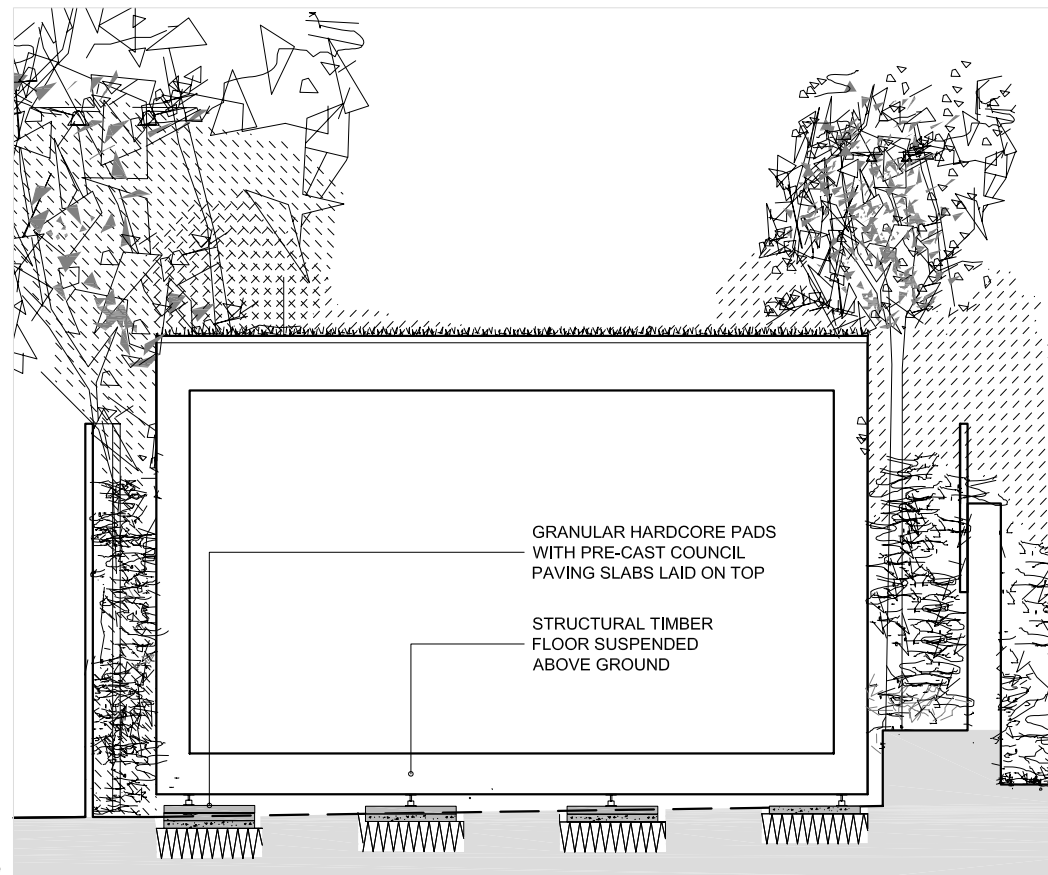 GRANULAR HARDCORE PADS
WITH PRE-CAST COUNCIL
PAVING SLABS LAID ON TOP
STRUCTURAL TIMBER
FLOOR SUSPENDED
ABOVE GROUND